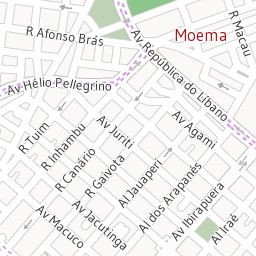 R Afonso Brás
Moema
R Macau
Av República do Líbano
Av Hélio Pellegrino
Av Agami
Av Juriti
R Tuim
R Inhambu
R Canário
R Gaivota
Al Jauaperi
Al dos Arapanés
Av Ibirapuera
Al Iraé
Av Jacutinga
Av Macuco